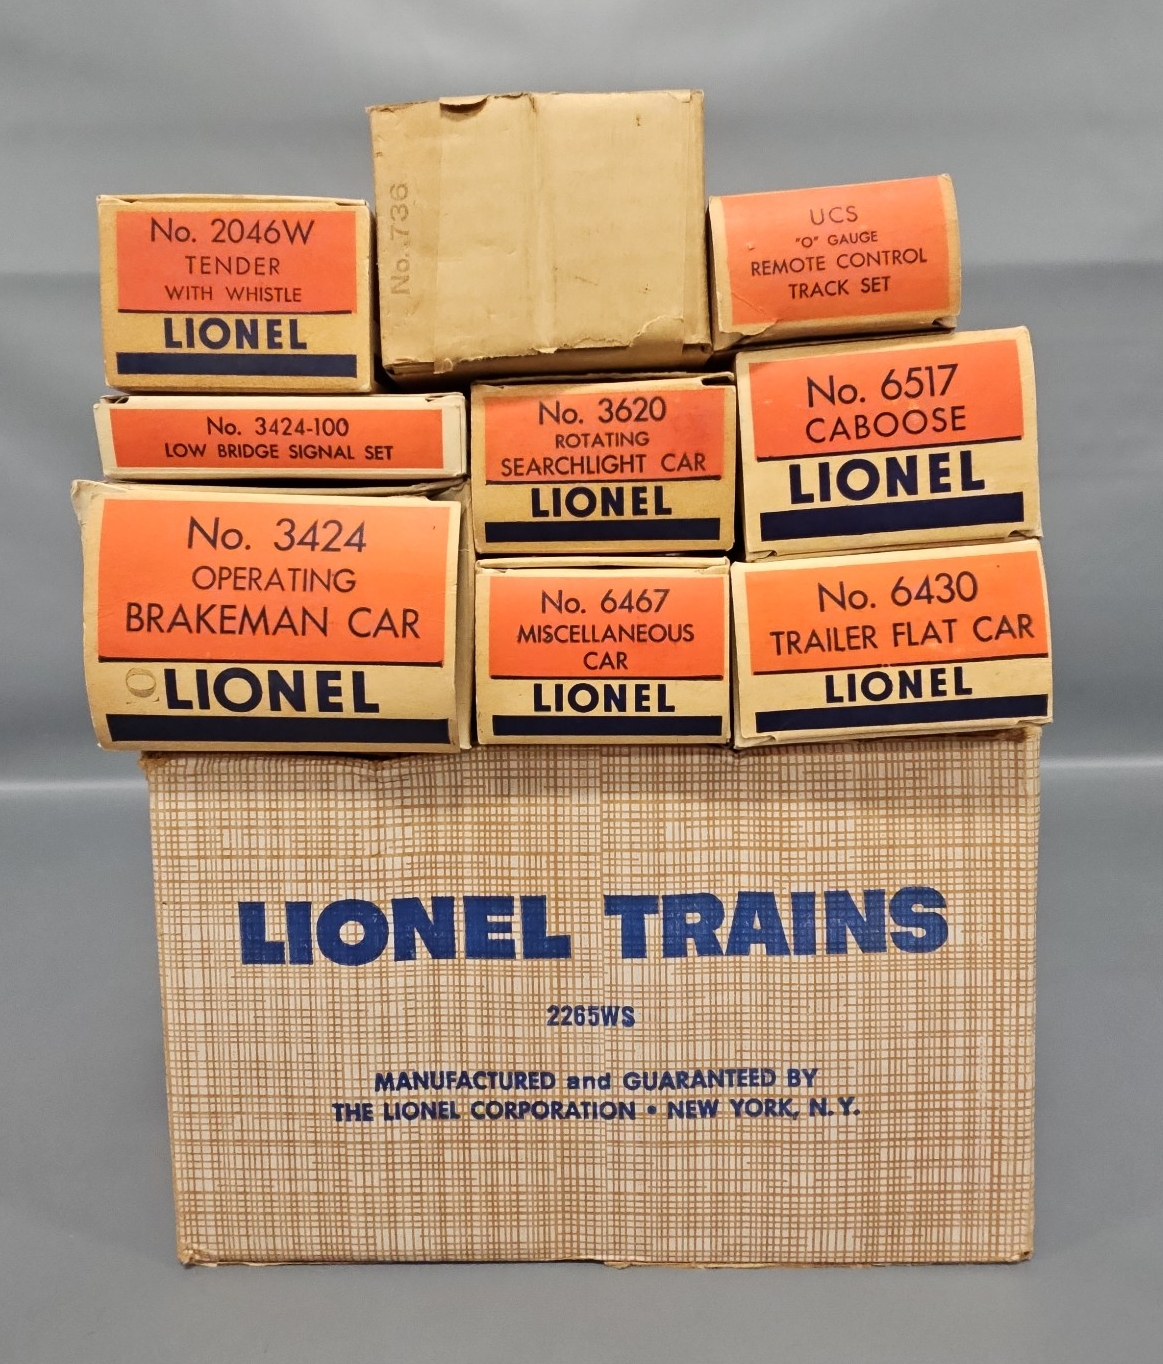 No. 2046W
TENDER
WITH WHISTLE
LIONEL
No. 736
UCS
"O" GAUGE
REMOTE CONTROL
TRACK SET
No. 3424-100
LOW BRIDGE SIGNAL SET
No. 3620
ROTATING
SEARCHLIGHT CAR
LIONEL
No. 6517
CABOOSE
LIONEL
No. 3424
OPERATING
BRAKEMAN CAR
O
LIONEL
No. 6467
MISCELLANEOUS
CAR
LIONEL
No. 6430
TRAILER FLAT CAR
LIONEL
LIONEL TRAINS
2265WS
MANUFACTURED and GUARANTEED BY
THE LIONEL CORPORATION • NEW YORK, N.Y.